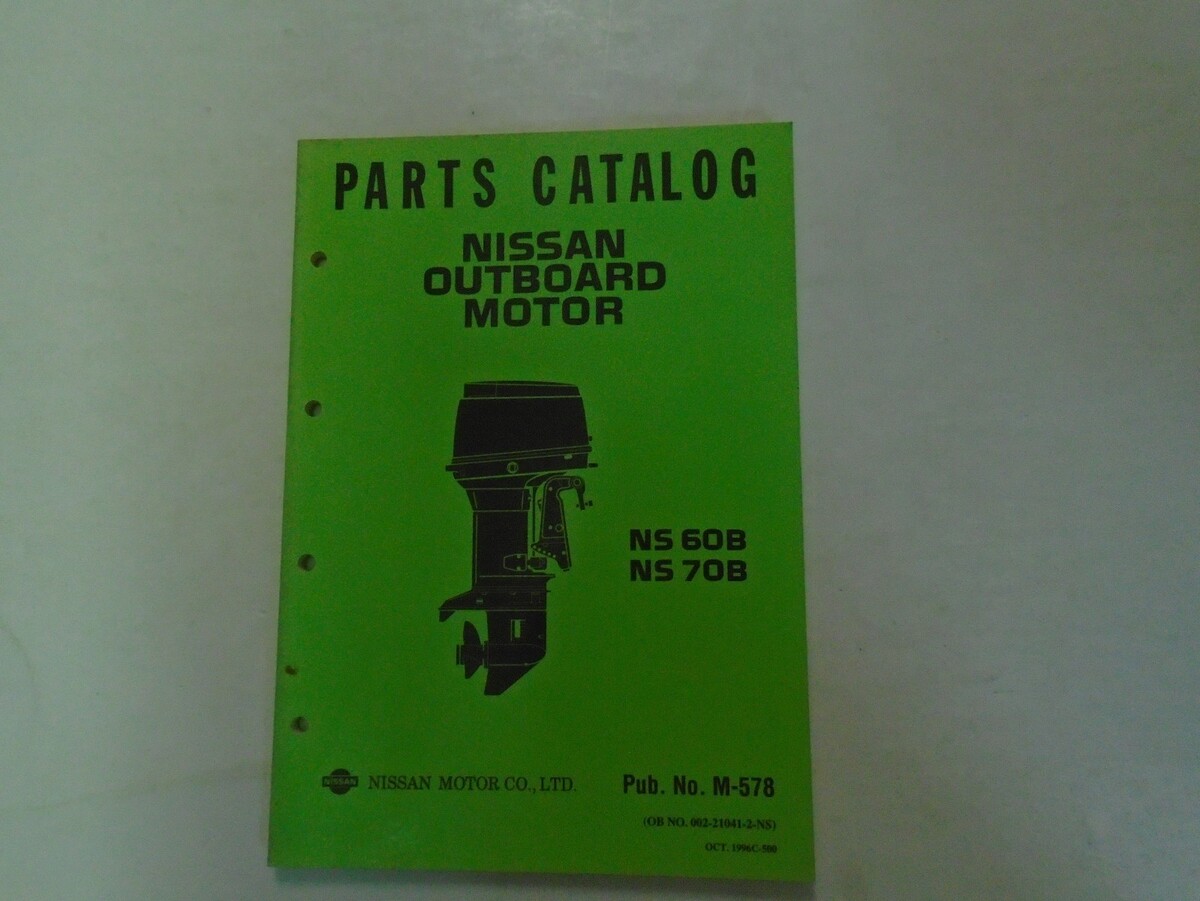 PARTS CATALOG
NISSAN
OUTBOARD
MOTOR
NS 60B
NS 70B
NISSAN
NISSAN MOTOR CO., LTD.
Pub. No. M-578
(OB NO. 002-21041-2-NS)
OCT. 1996C-500